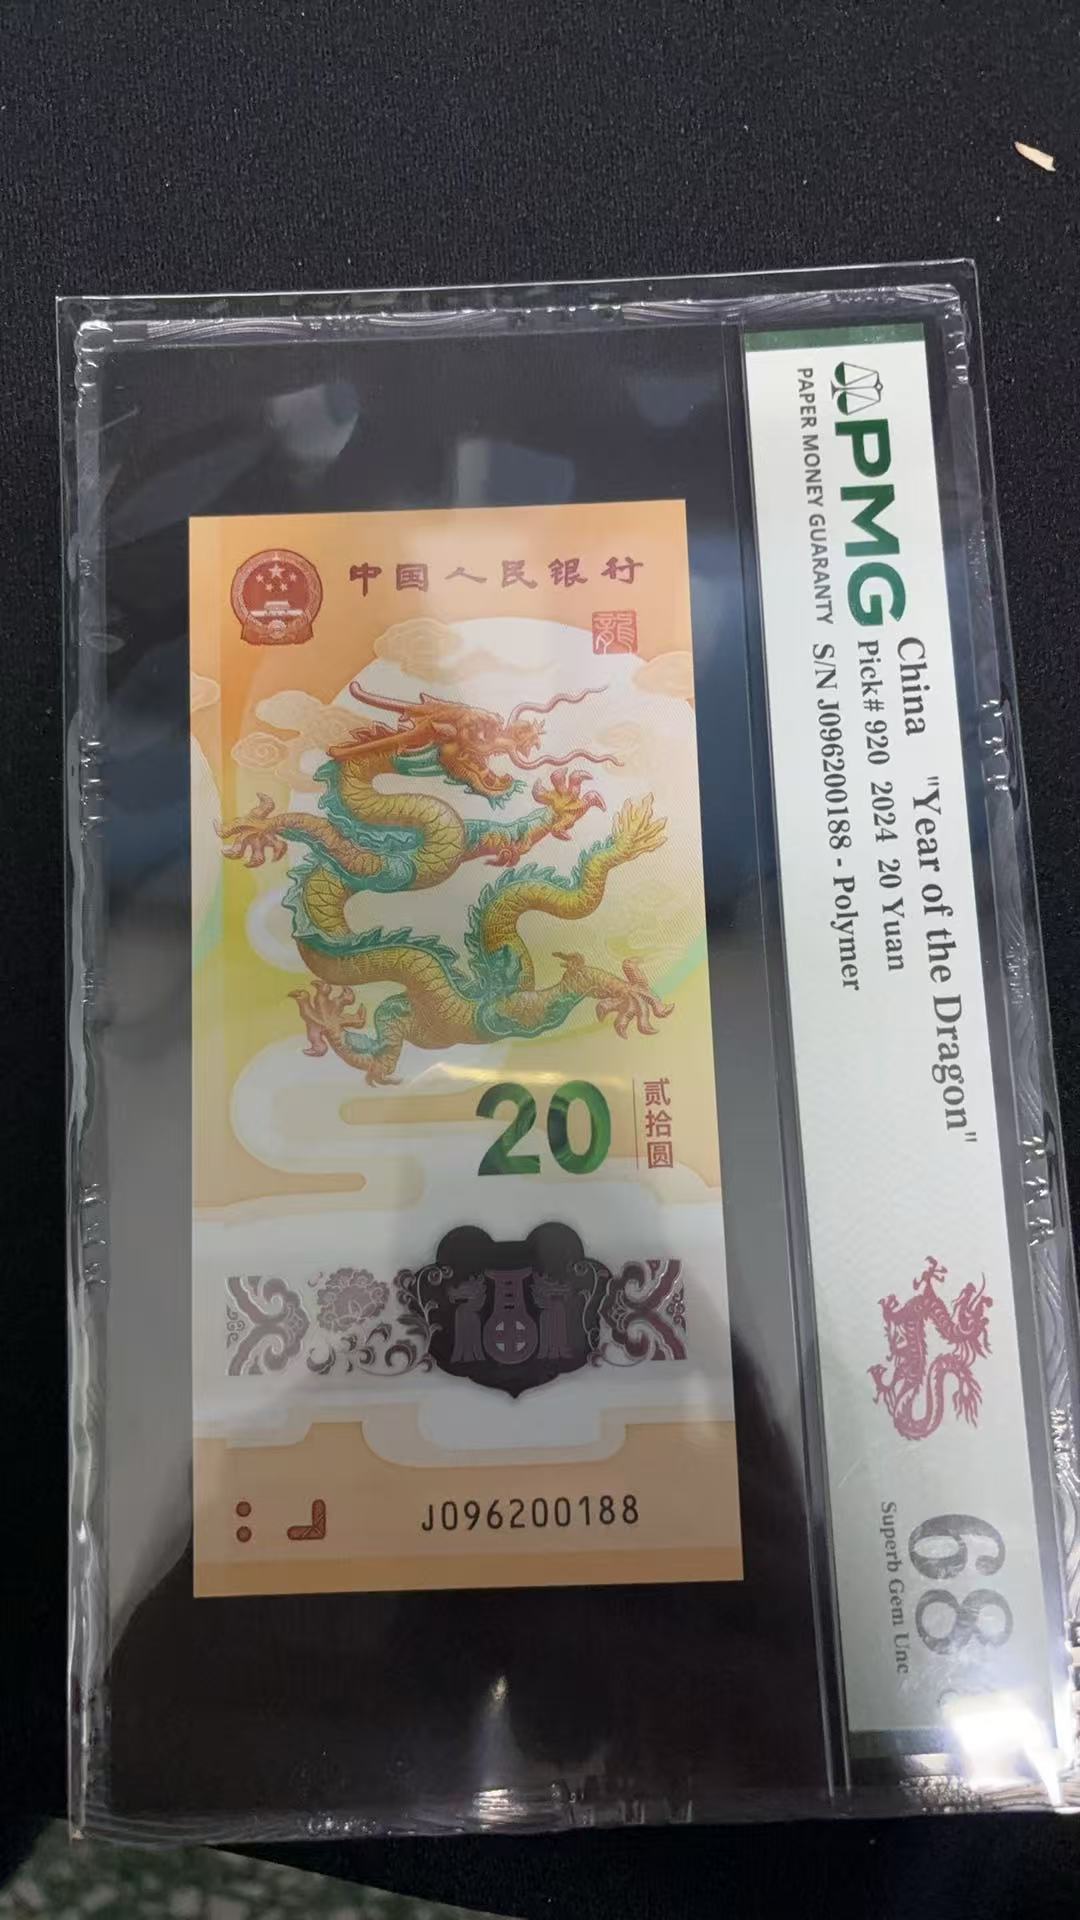 中国人民银行
龍
20
贰拾圆
福
J096200188
PMG
PAPER MONEY GUARANTY
China "Year of the Dragon"
Pick# 920 2024 20 Yuan
S/N J096200188 - Polymer
68
Superb Gem Unc